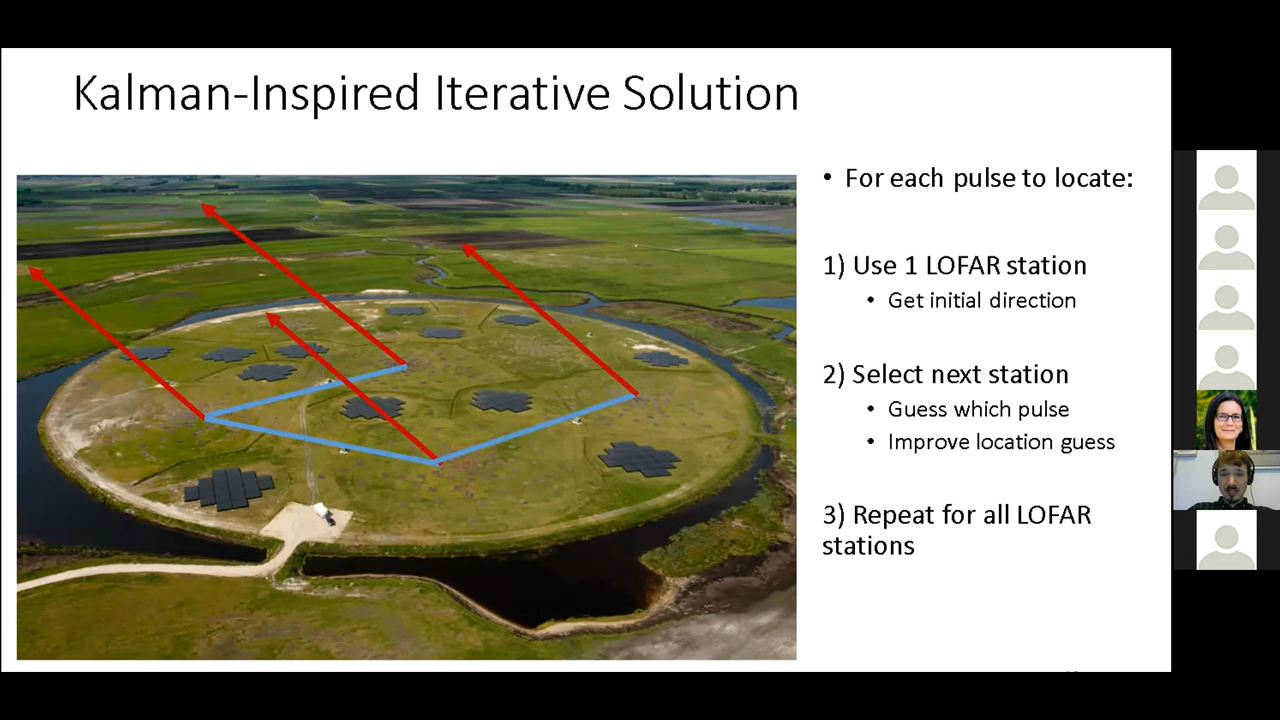 Kalman-Inspired Iterative Solution
• For each pulse to locate:
1) Use 1 LOFAR station
• Get initial direction
2) Select next station
• Guess which pulse
• Improve location guess
3) Repeat for all LOFAR
stations